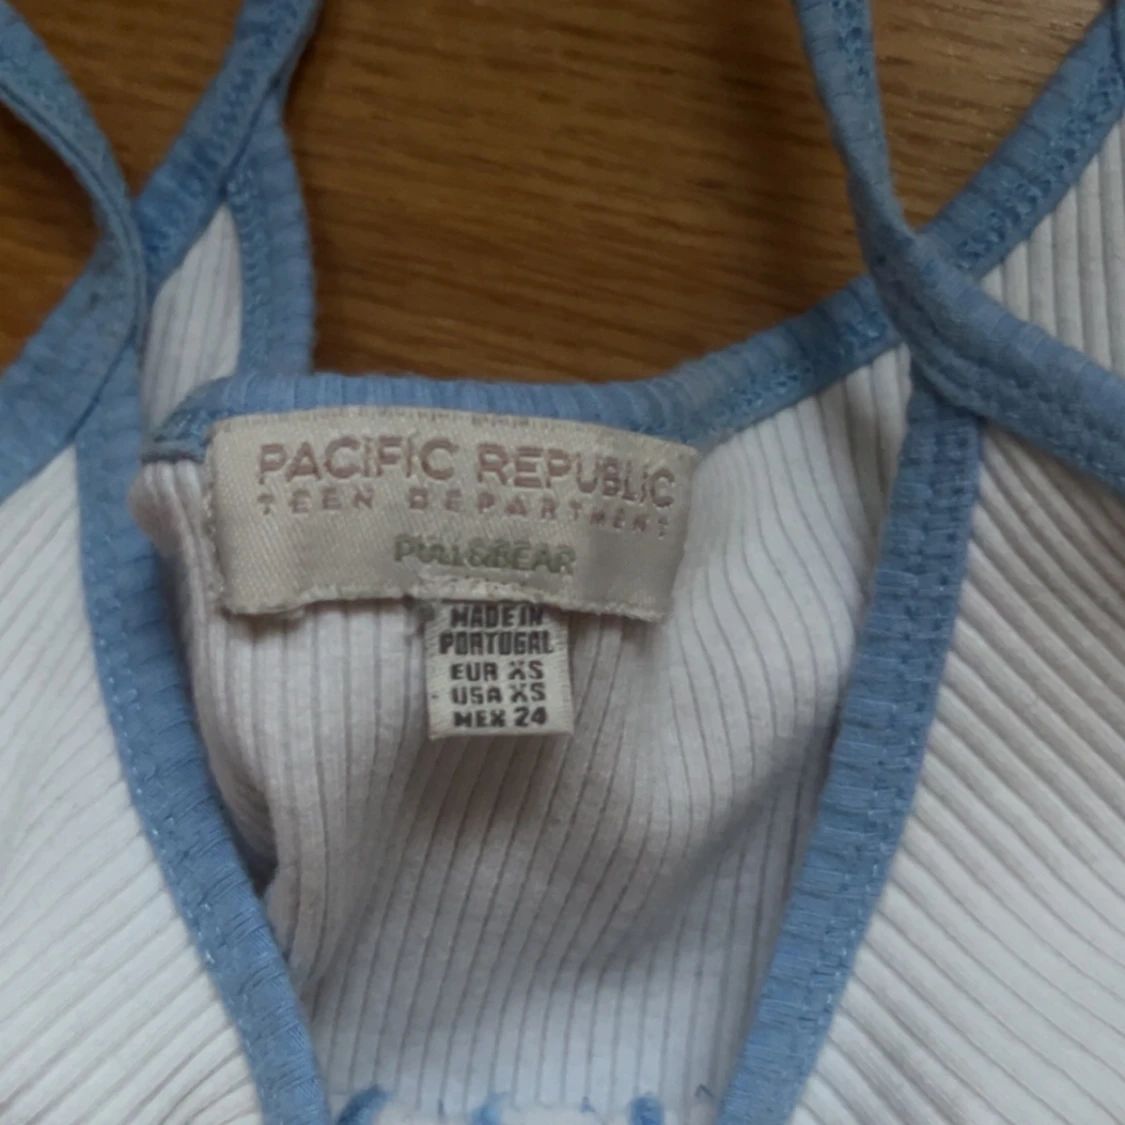 PACIFIC REPUBLIC
TEEN DEPARTMENT
PULL&BEAR
MADE IN
PORTUGAL
EUR XS
USA XS
MEX 24